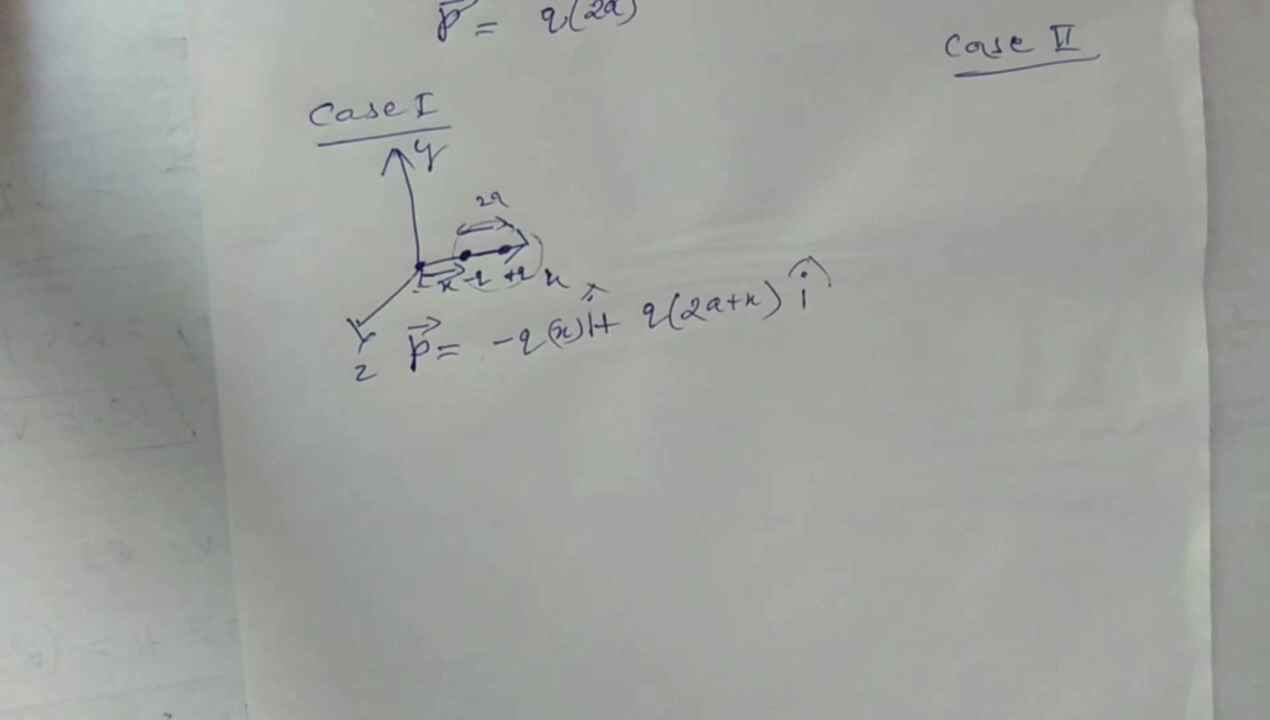 p⃗ = q(2a)
Case II
Case I
Y
2a
x -q +q x
Z
p⃗ = -q(x)î + q(2a+x) î